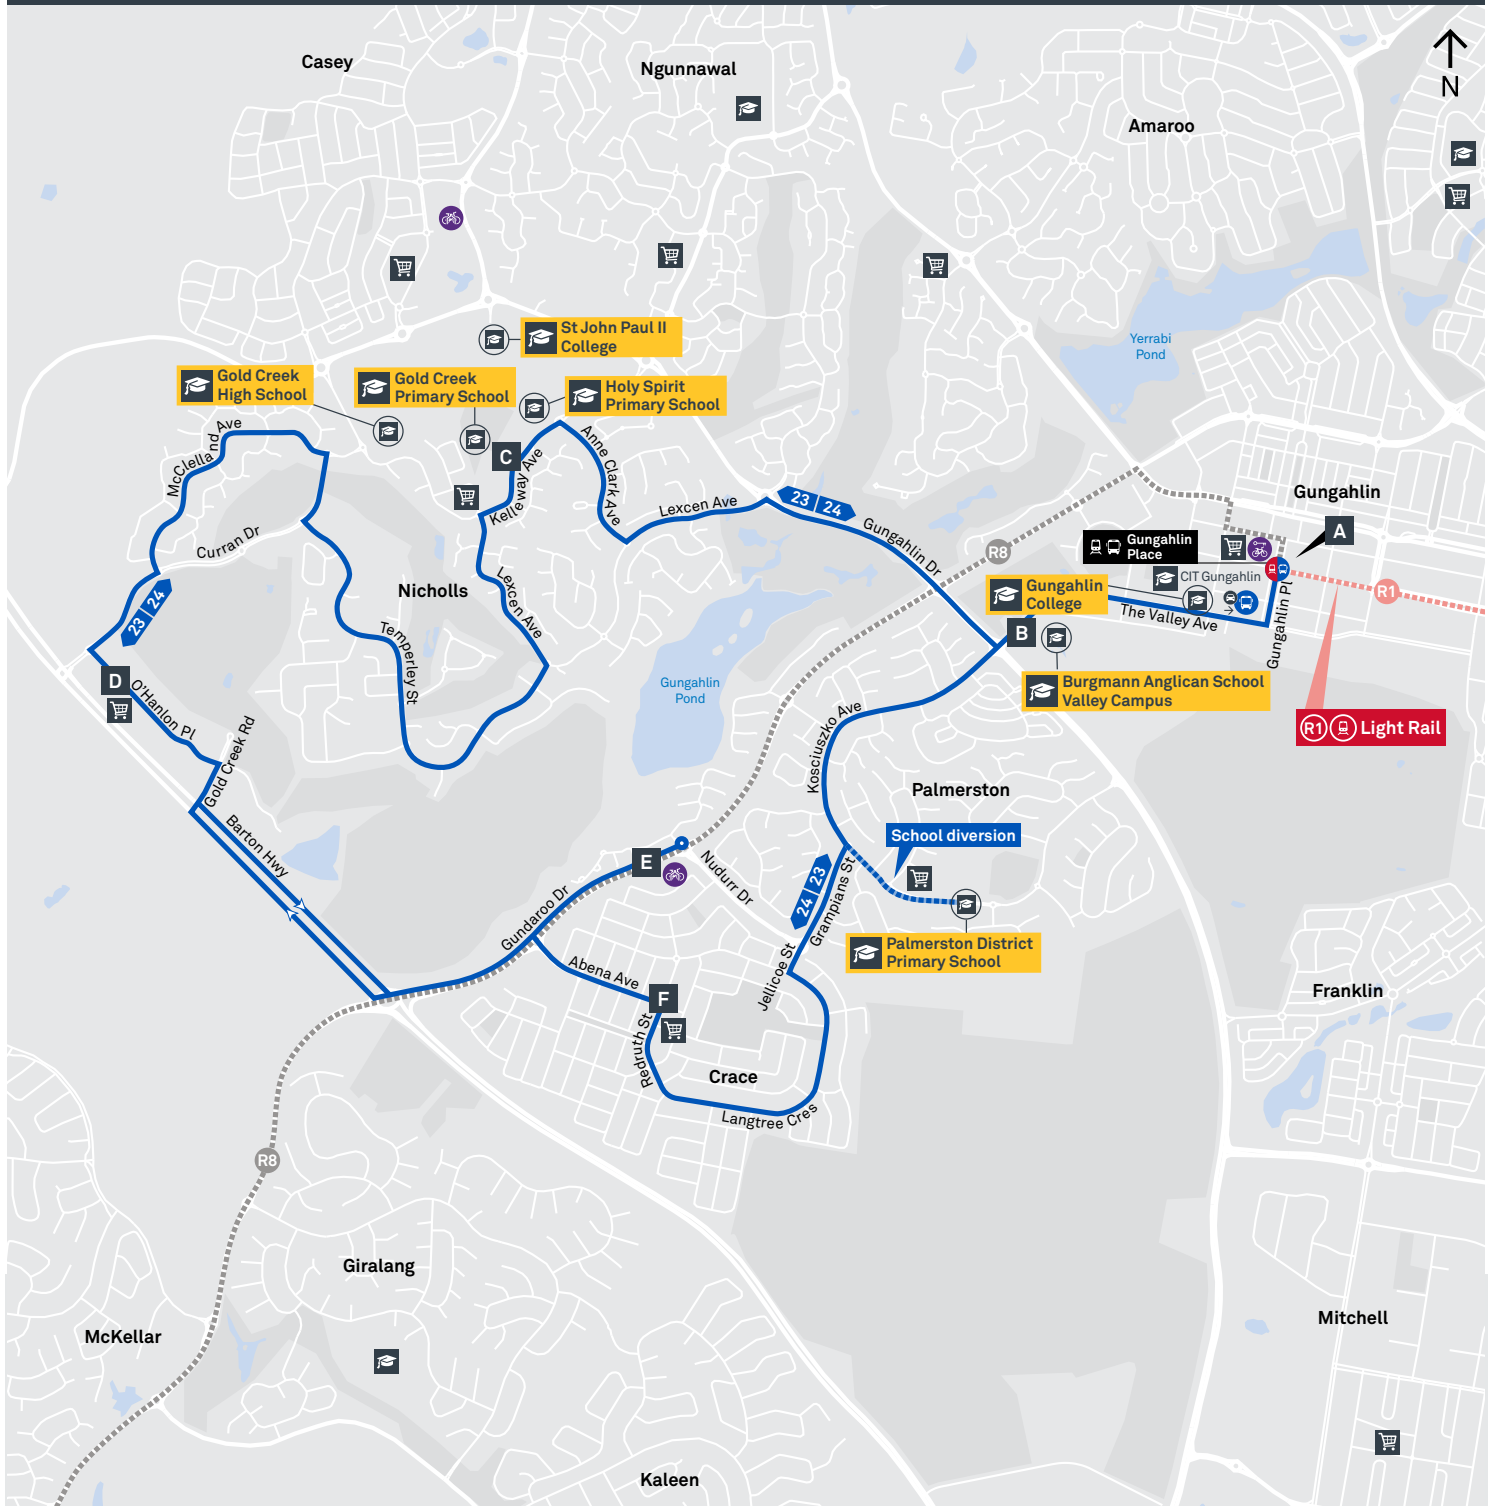 Casey
Ngunnawal
Amaroo
N
Yerrabi
Pond
St John Paul II
College
Gold Creek
High School
Gold Creek
Primary School
Holy Spirit
Primary School
McClelland Ave
C
Kelleway Ave
Anne Clark Ave
Lexcen Ave
23 24
Gungahlin Dr
Gungahlin
A
Gungahlin
Place
R8
CIT Gungahlin
R1
Curran Dr
Nicholls
Lexcen Ave
Gungahlin
College
The Valley Ave
Gungahlin Pl
23 24
B
Temperley St
D
O'Hanlon Pl
Gungahlin
Pond
Burgmann Anglican School
Valley Campus
R1 Light Rail
Gold Creek Rd
Kosciuszko Ave
Palmerston
Barton Hwy
School diversion
E
Nudurr Dr
24 23
Grampians St
Gundaroo Dr
Palmerston District
Primary School
Abena Ave
Jellicoe St
F
Franklin
Redruth St
Crace
Langtree Cres
R8
Giralang
McKellar
Mitchell
Kaleen